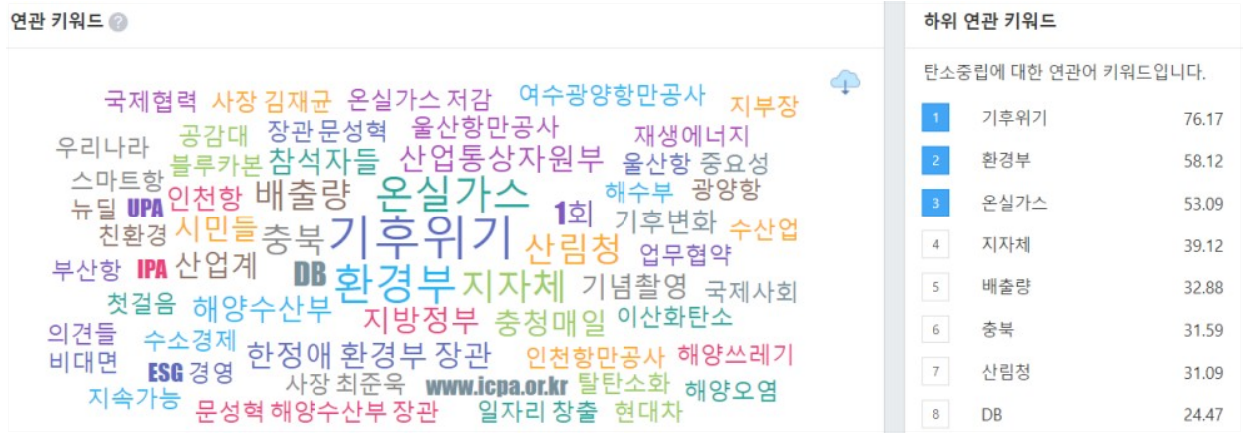 연관 키워드 ?
국제협력 사장 김재균 온실가스 저감 여수광양항만공사 지부장
우리나라 공감대 장관 문성혁 울산항만공사 재생에너지
블루카본 참석자들 산업통상자원부 울산항 중요성
스마트항 인천항 배출량 온실가스 해수부 광양항
뉴딜 UPA 1회 기후변화
친환경 시민들 충북 기후위기 산림청 수산업
부산항 IPA 산업계 DB 환경부 지자체 업무협약
기념촬영 국제사회
첫걸음 해양수산부 지방정부 충청매일 이산화탄소
의견들 수소경제 한정애 환경부 장관 인천항만공사 해양쓰레기
비대면 ESG 경영 사장 최준욱 www.icpa.or.kr 탈탄소화 해양오염
지속가능 문성혁 해양수산부 장관 일자리 창출 현대차
하위 연관 키워드
탄소중립에 대한 연관어 키워드입니다.
1 기후위기 76.17
2 환경부 58.12
3 온실가스 53.09
4 지자체 39.12
5 배출량 32.88
6 충북 31.59
7 산림청 31.09
8 DB 24.47